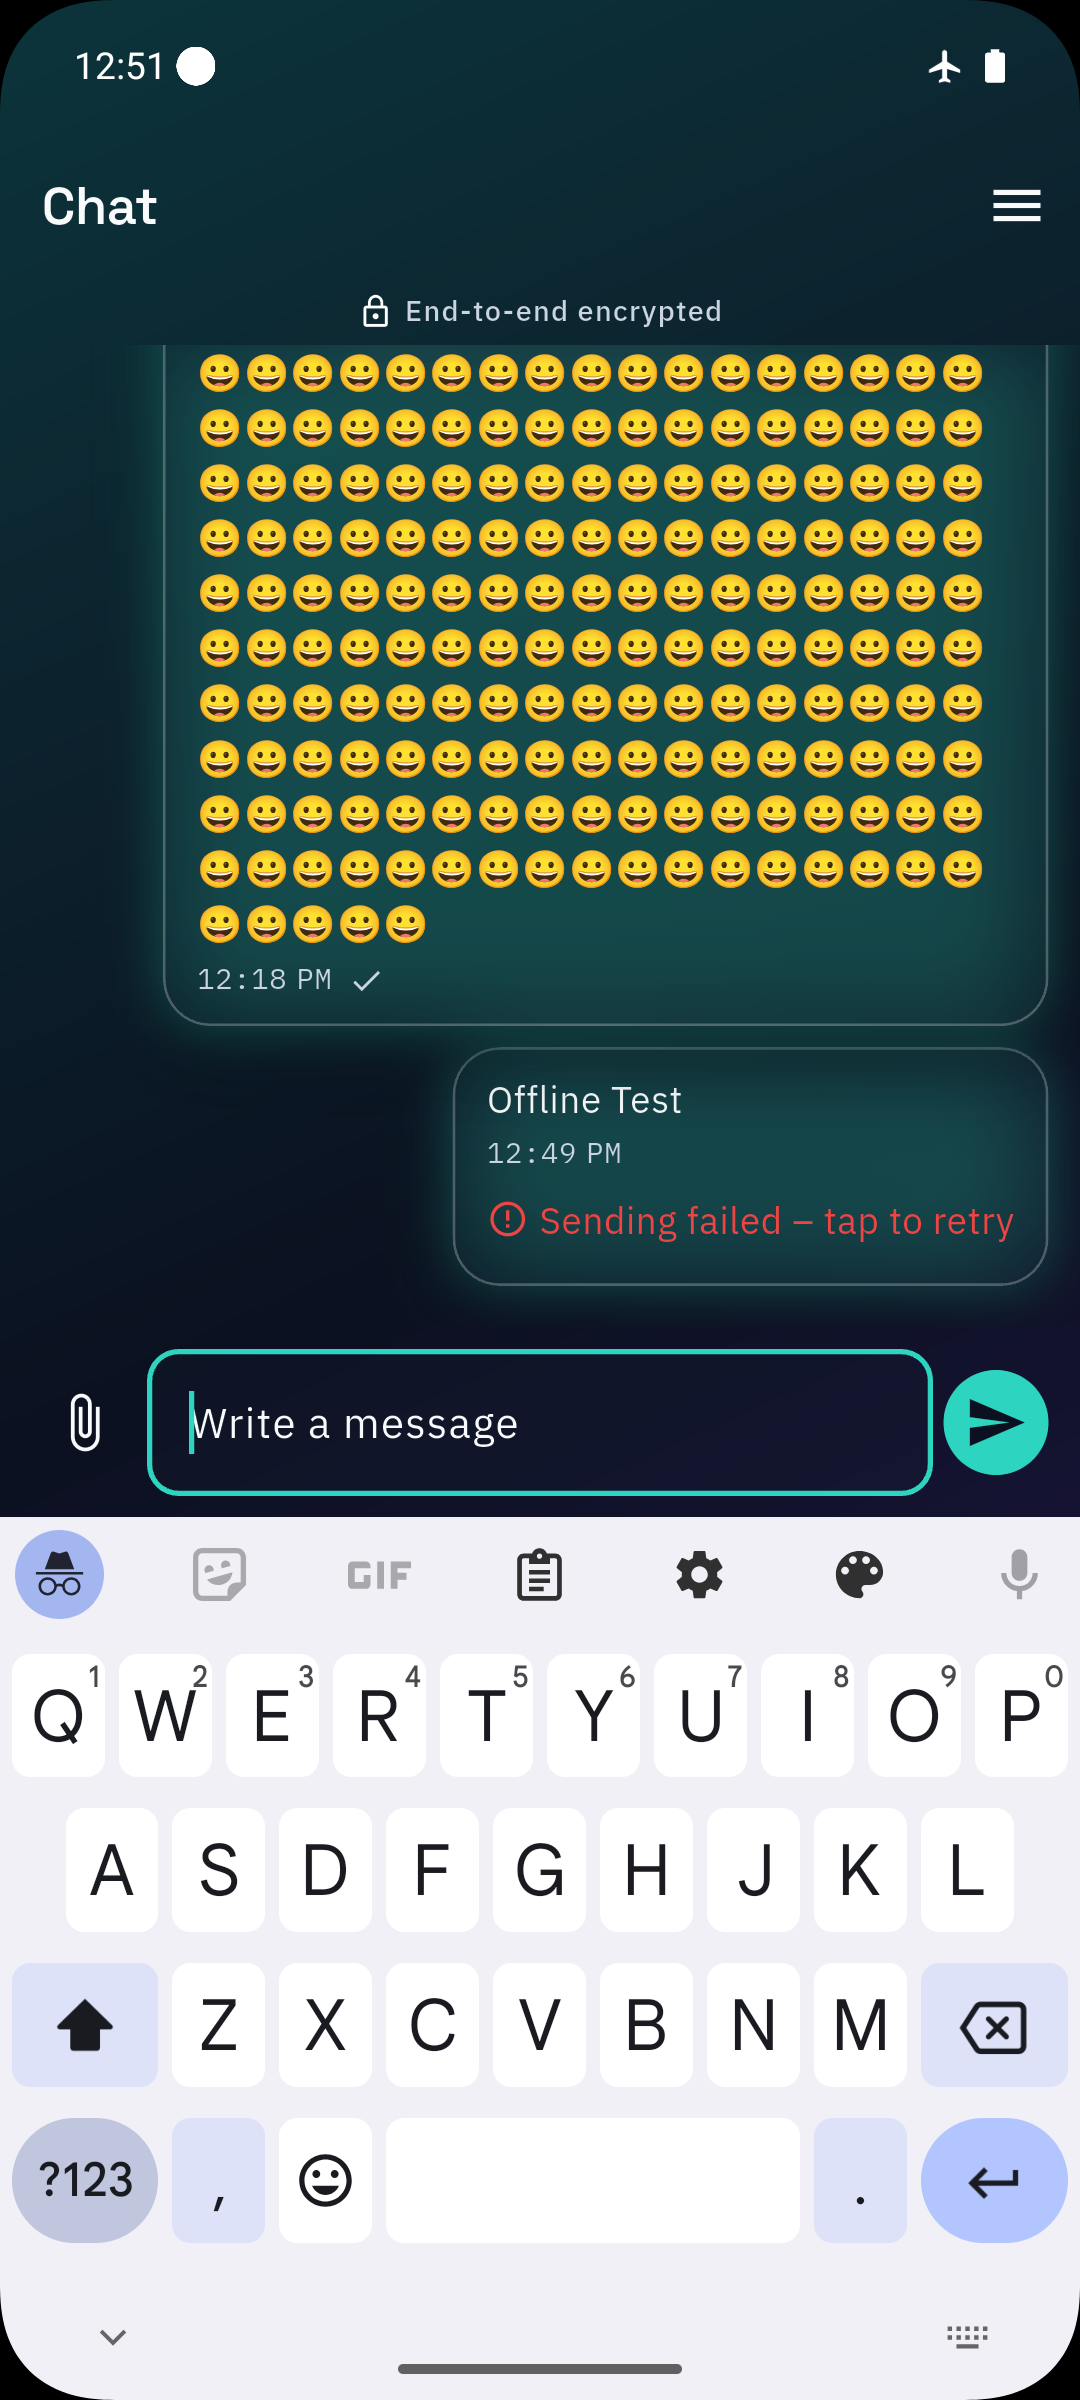 12:51
Chat
End-to-end encrypted
😀😀😀😀😀😀😀😀😀😀😀😀😀😀😀😀😀
😀😀😀😀😀😀😀😀😀😀😀😀😀😀😀😀😀
😀😀😀😀😀😀😀😀😀😀😀😀😀😀😀😀😀
😀😀😀😀😀😀😀😀😀😀😀😀😀😀😀😀😀
😀😀😀😀😀😀😀😀😀😀😀😀😀😀😀😀😀
😀😀😀😀😀😀😀😀😀😀😀😀😀😀😀😀😀
😀😀😀😀😀😀😀😀😀😀😀😀😀😀😀😀😀
😀😀😀😀😀😀😀😀😀😀😀😀😀😀😀😀😀
😀😀😀😀😀😀😀😀😀😀😀😀😀😀😀😀😀
😀😀😀😀😀😀😀😀😀😀😀😀😀😀😀😀😀
😀😀😀😀😀
12:18 PM ✓
Offline Test
12:49 PM
Sending failed – tap to retry
Write a message
GIF
Q1 W2 E3 R4 T5 Y6 U7 I8 O9 P0
A S D F G H J K L
Z X C V B N M
?123 , .